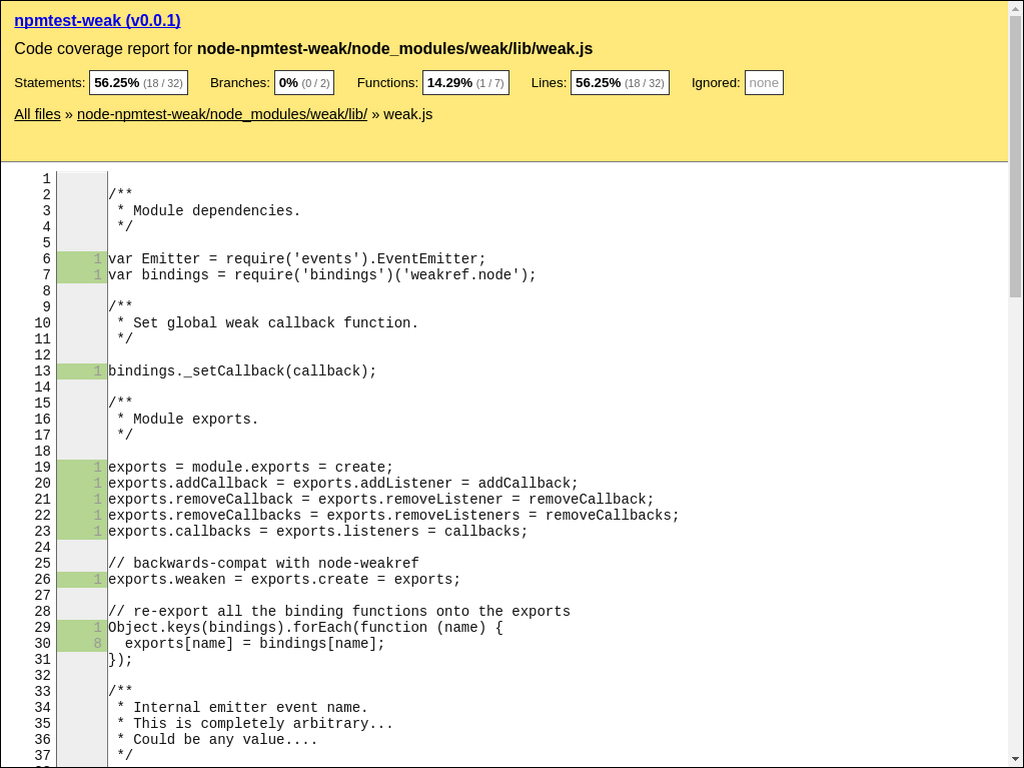 npmtest-weak (v0.0.1)
Code coverage report for node-npmtest-weak/node_modules/weak/lib/weak.js
Statements: 56.25% (18 / 32) Branches: 0% (0 / 2) Functions: 14.29% (1 / 7) Lines: 56.25% (18 / 32) Ignored: none
All files » node-npmtest-weak/node_modules/weak/lib/ » weak.js
1
2 /**
3  * Module dependencies.
4  */
5
6 1 var Emitter = require('events').EventEmitter;
7 1 var bindings = require('bindings')('weakref.node');
8
9 /**
10  * Set global weak callback function.
11  */
12
13 1 bindings._setCallback(callback);
14
15 /**
16  * Module exports.
17  */
18
19 1 exports = module.exports = create;
20 1 exports.addCallback = exports.addListener = addCallback;
21 1 exports.removeCallback = exports.removeListener = removeCallback;
22 1 exports.removeCallbacks = exports.removeListeners = removeCallbacks;
23 1 exports.callbacks = exports.listeners = callbacks;
24
25 // backwards-compat with node-weakref
26 1 exports.weaken = exports.create = exports;
27
28 // re-export all the binding functions onto the exports
29 1 Object.keys(bindings).forEach(function (name) {
30 8   exports[name] = bindings[name];
31 });
32
33 /**
34  * Internal emitter event name.
35  * This is completely arbitrary...
36  * Could be any value....
37  */